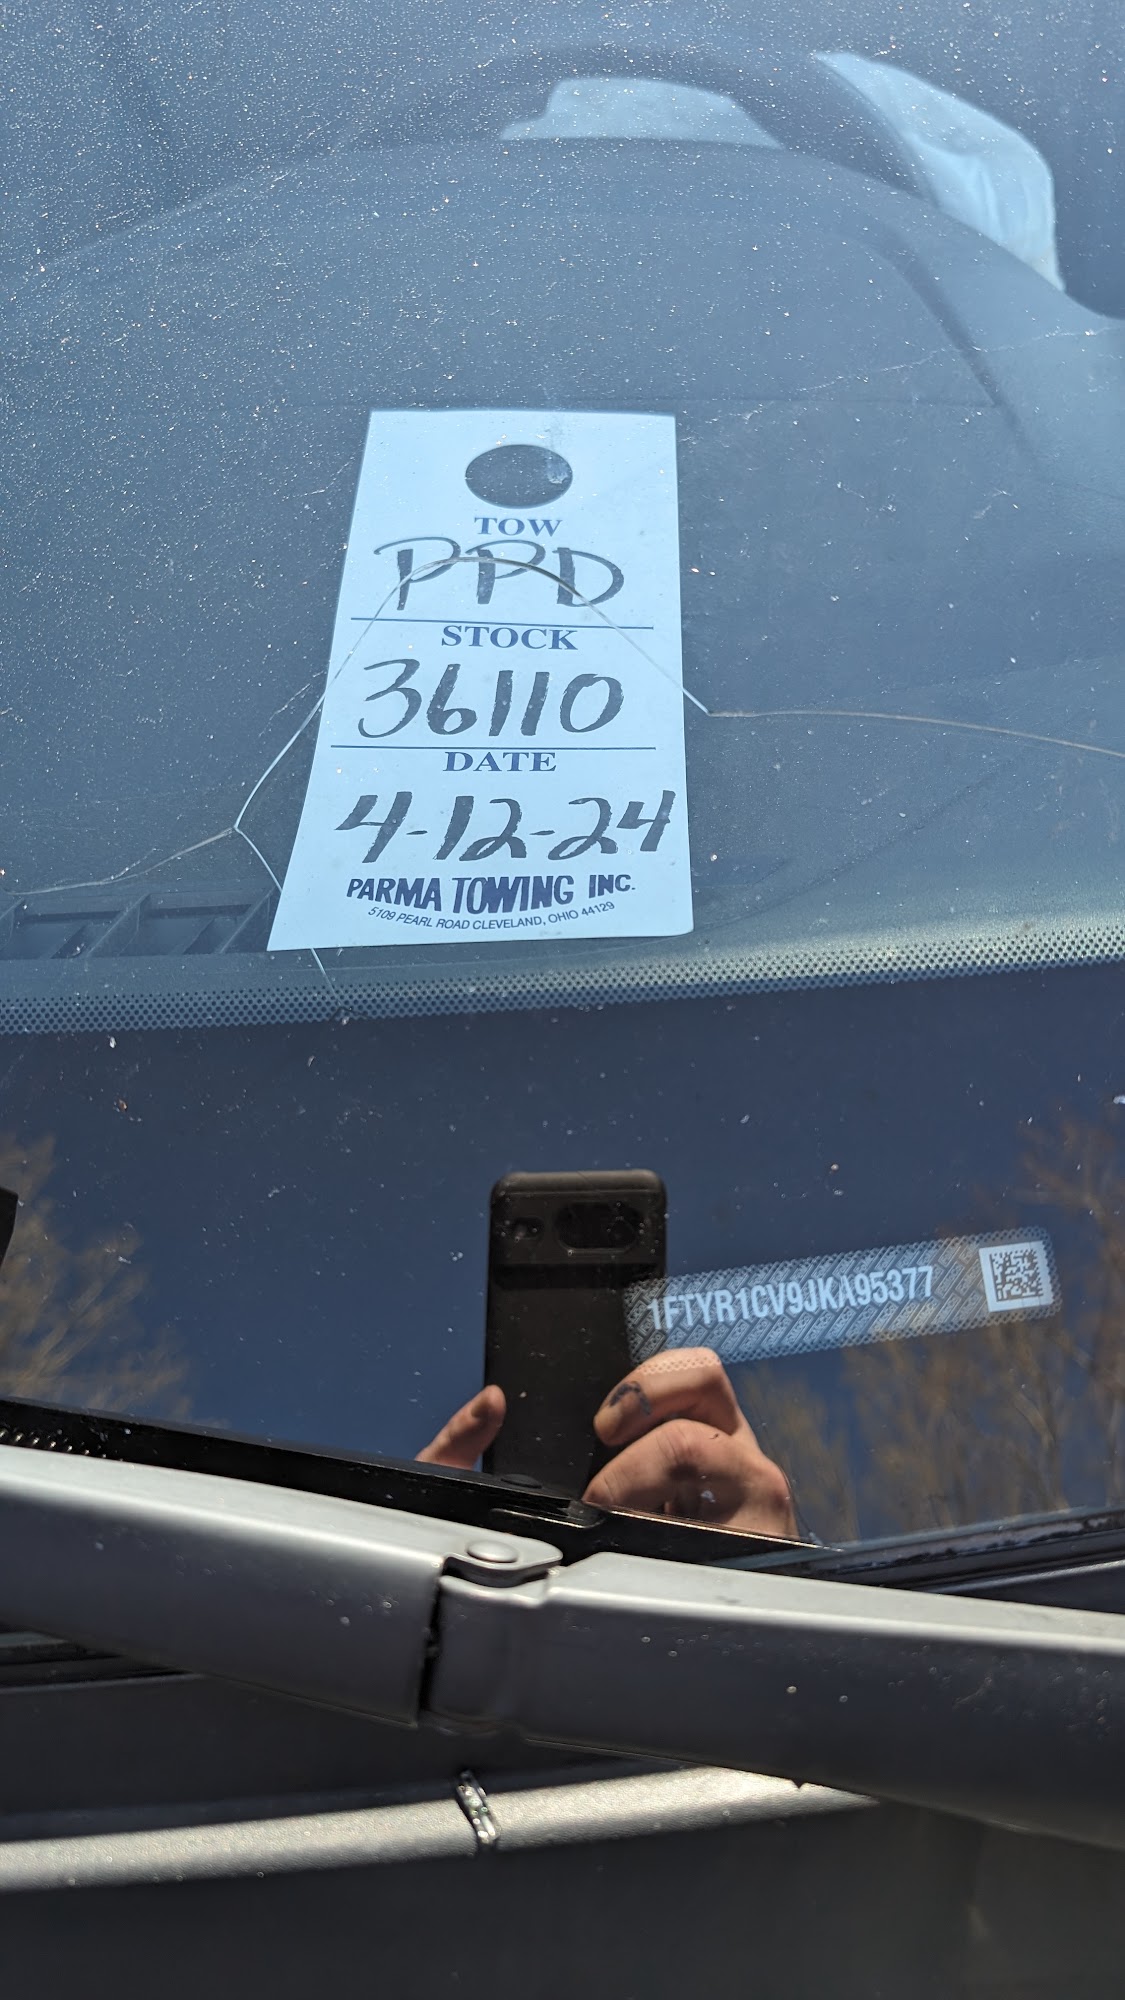 TOW
PPD
STOCK
36110
DATE
4-12-24
PARMA TOWING INC.
5109 PEARL ROAD CLEVELAND, OHIO 44129
1FTYR1CV9JKA95377